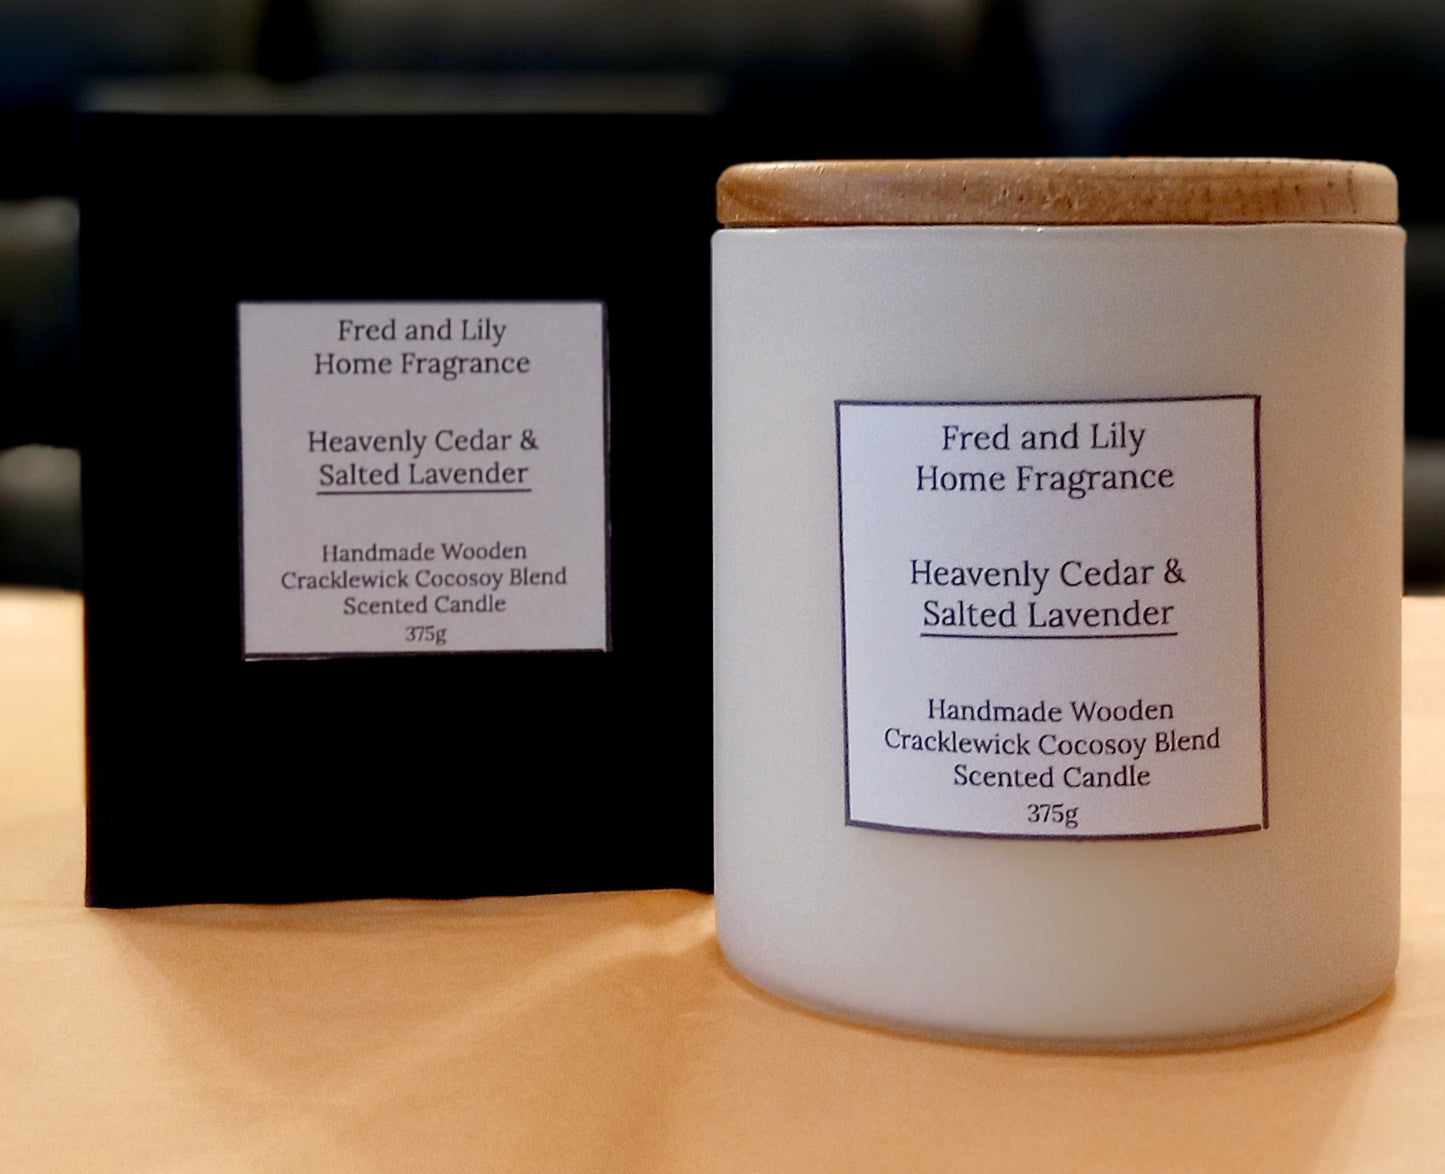 Fred and Lily
Home Fragrance
Heavenly Cedar &
Salted Lavender
Handmade Wooden
Cracklewick Cocosoy Blend
Scented Candle
375g
Fred and Lily
Home Fragrance
Heavenly Cedar &
Salted Lavender
Handmade Wooden
Cracklewick Cocosoy Blend
Scented Candle
375g